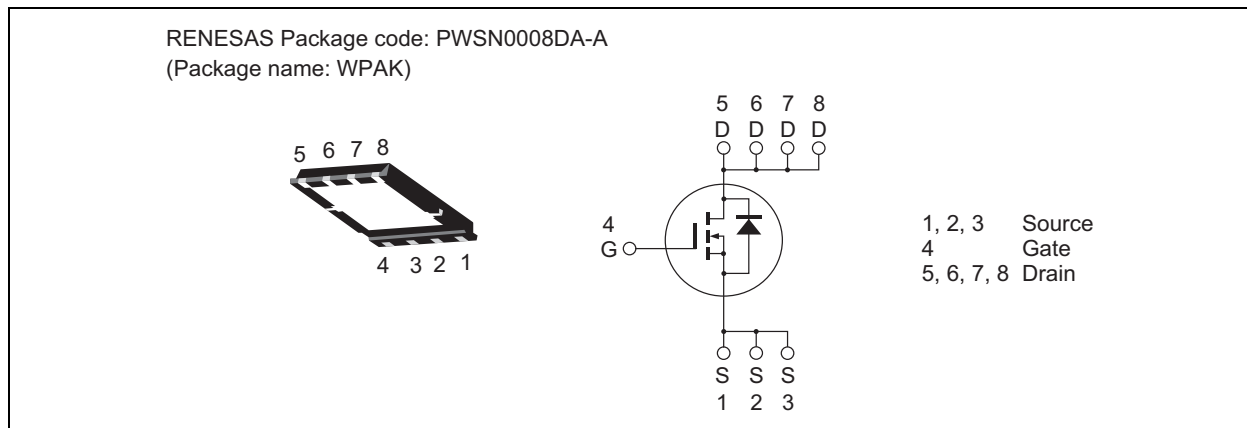 RENESAS Package code: PWSN0008DA-A
(Package name: WPAK)
5 6 7 8
4 3 2 1
5 6 7 8
D D D D
4
G
S S S
1 2 3
1, 2, 3 Source
4 Gate
5, 6, 7, 8 Drain